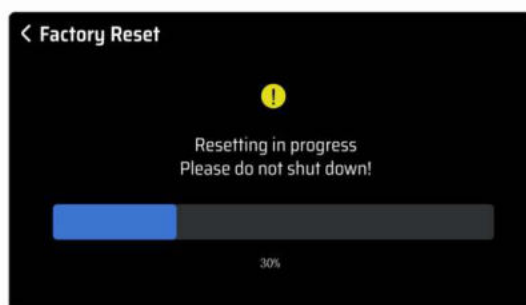 Factory Reset
Resetting in progress
Please do not shut down!
30%